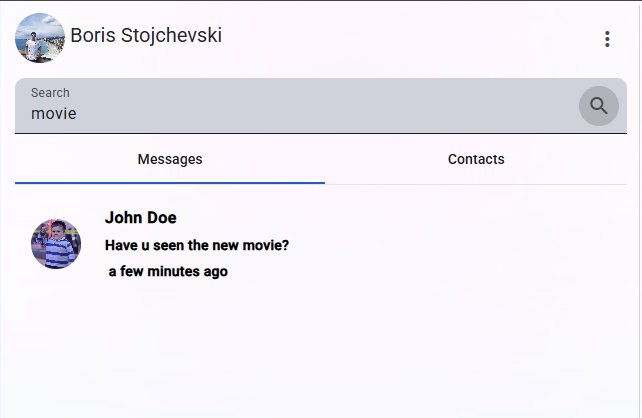 Boris Stojchevski
Search
movie
Messages
Contacts
John Doe
Have u seen the new movie?
a few minutes ago